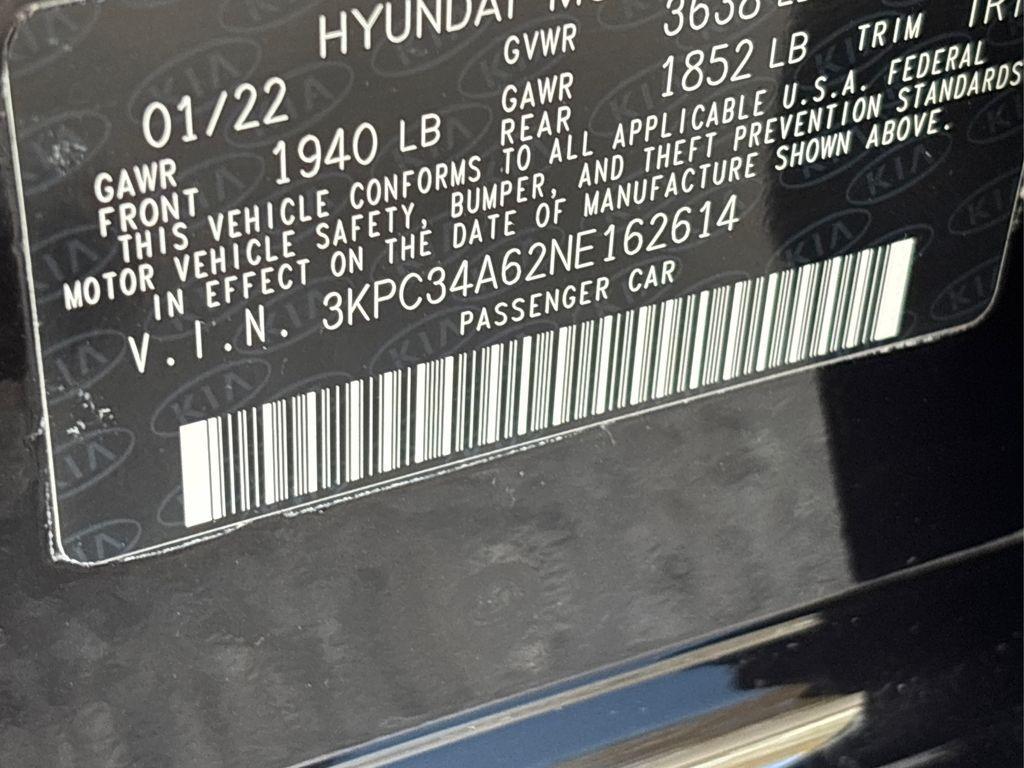 HYUNDAI
01/22
GVWR
GAWR FRONT 1940 LB
GAWR REAR 1852 LB
TRIM
THIS VEHICLE CONFORMS TO ALL APPLICABLE U.S.A. FEDERAL
MOTOR VEHICLE SAFETY, BUMPER, AND THEFT PREVENTION STANDARDS
IN EFFECT ON THE DATE OF MANUFACTURE SHOWN ABOVE.
V.I.N. 3KPC34A62NE162614
PASSENGER CAR
KIA